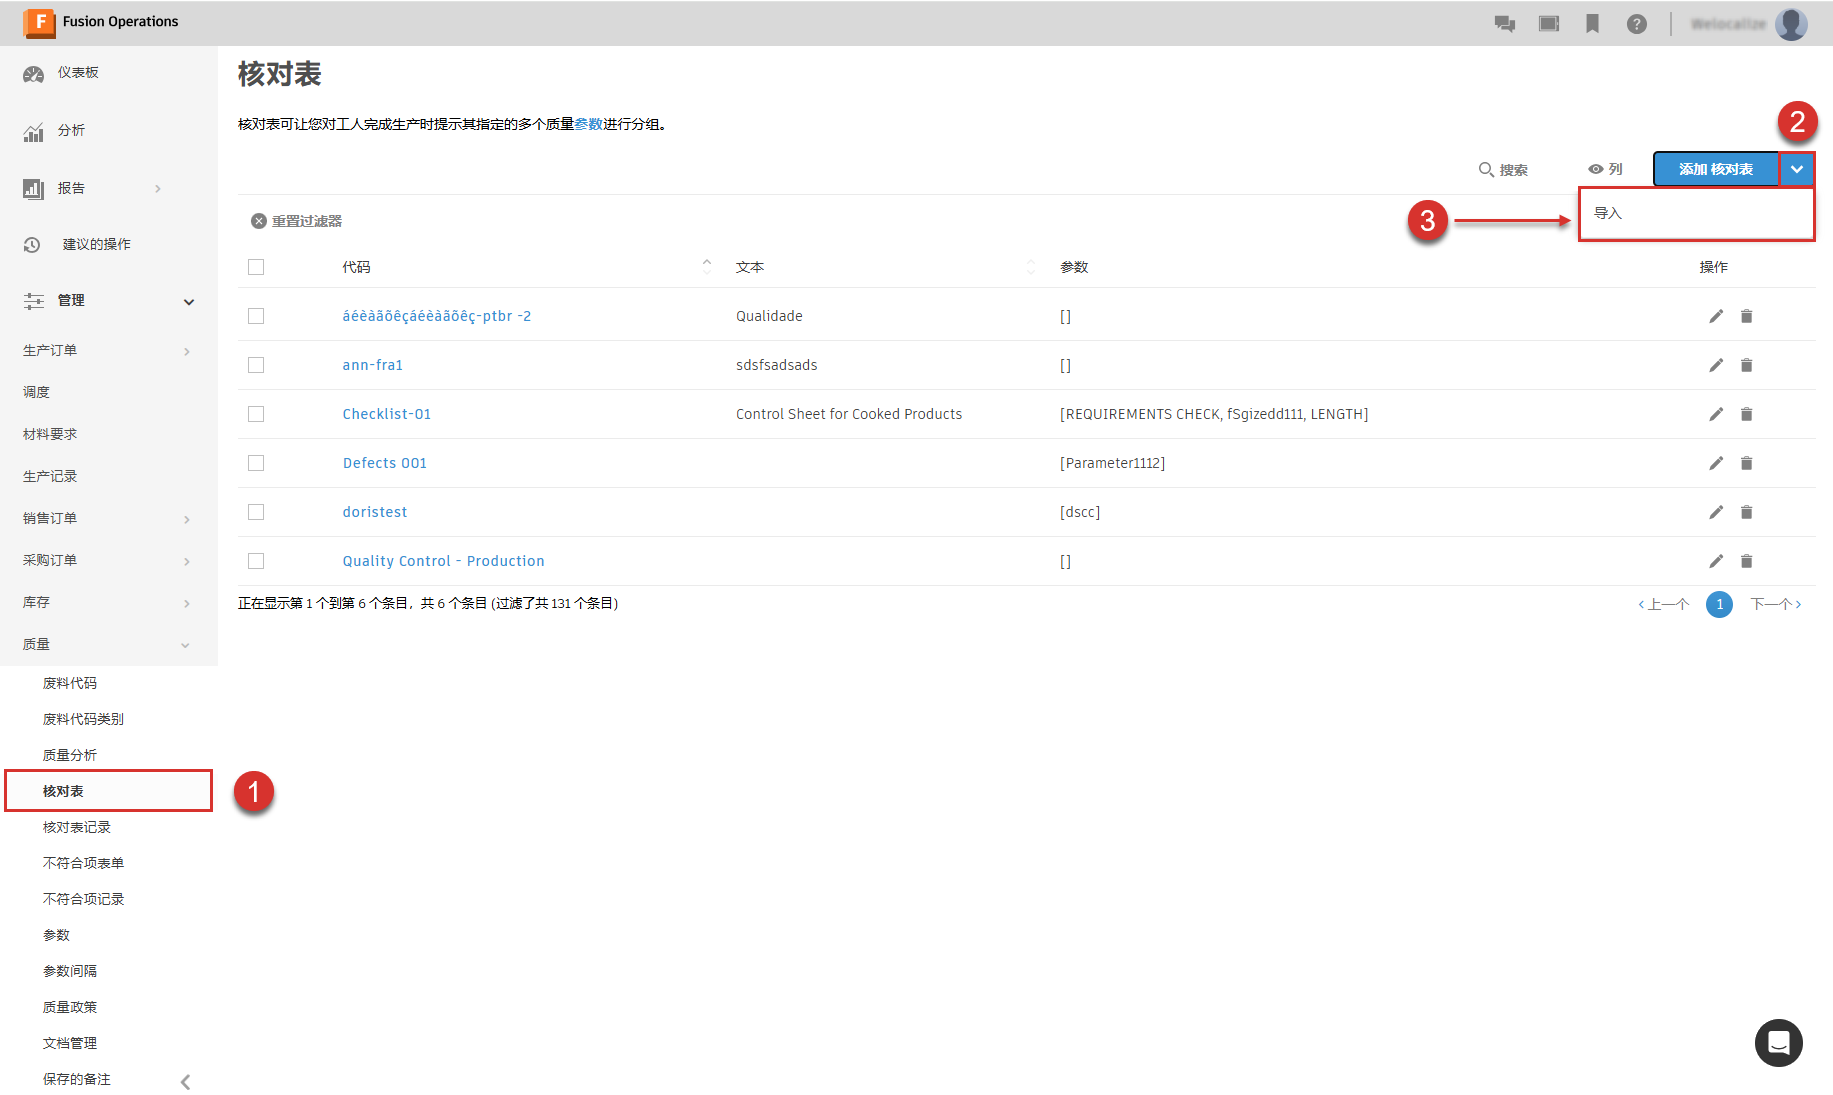 F Fusion Operations
仪表板
分析
报告
建议的操作
管理
生产订单
调度
材料要求
生产记录
销售订单
采购订单
库存
质量
废料代码
废料代码类别
质量分析
核对表
核对表记录
不符合项表单
不符合项记录
参数
参数间隔
质量政策
文档管理
保存的备注
1
核对表
核对表可让您对工人完成生产时提示其指定的多个质量参数进行分组。
2
搜索 列 添加 核对表
3 导入
重置过滤器
代码 文本 参数 操作
áéèàãõêçáéèàãõêç-ptbr -2 Qualidade []
ann-fra1 sdsfsadsads []
Checklist-01 Control Sheet for Cooked Products [REQUIREMENTS CHECK, fSgizedd111, LENGTH]
Defects 001 [Parameter1112]
doristest [dscc]
Quality Control - Production []
正在显示第 1 个到第 6 个条目，共 6 个条目 (过滤了共 131 个条目)
上一个 1 下一个